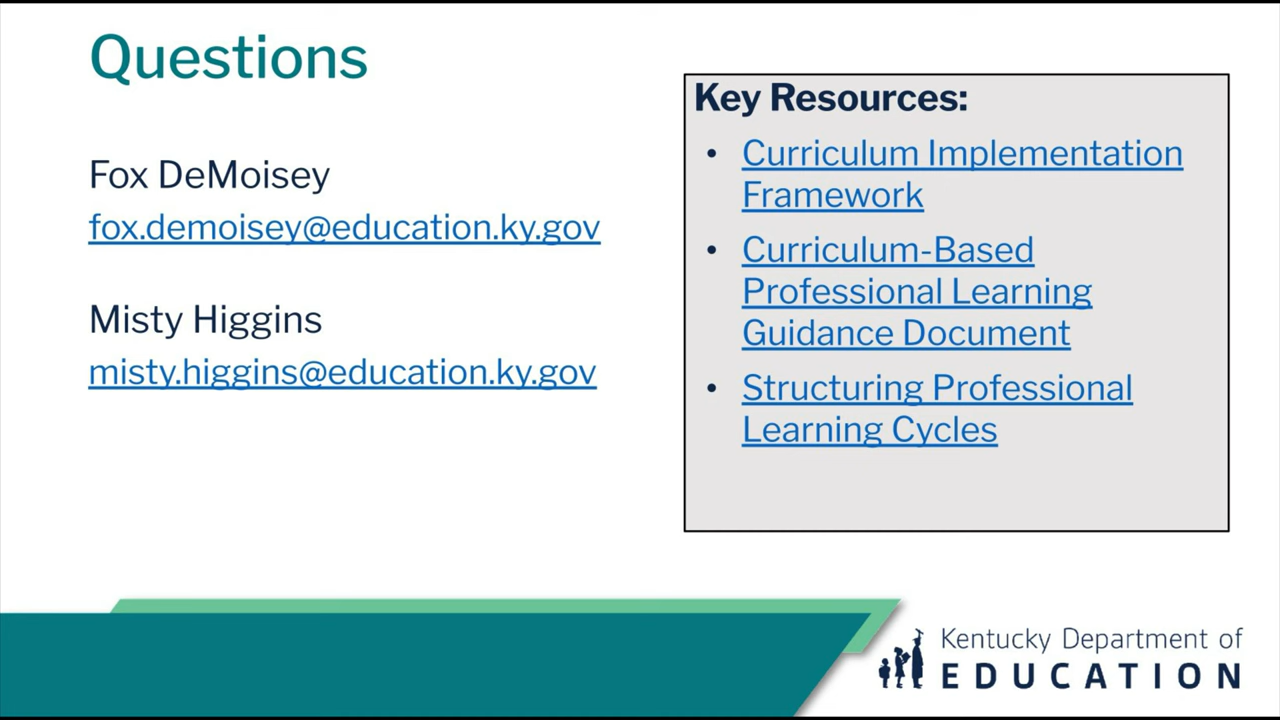 Questions
Fox DeMoisey
fox.demoisey@education.ky.gov
Misty Higgins
misty.higgins@education.ky.gov
Key Resources:
• Curriculum Implementation
Framework
• Curriculum-Based
Professional Learning
Guidance Document
• Structuring Professional
Learning Cycles
Kentucky Department of
EDUCATION